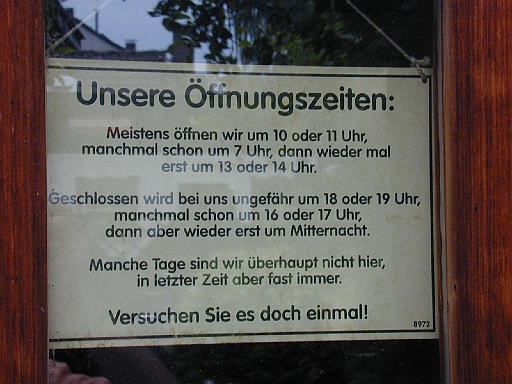 Unsere Öffnungszeiten:
Meistens öffnen wir um 10 oder 11 Uhr,
manchmal schon um 7 Uhr, dann wieder mal
erst um 13 oder 14 Uhr.
Geschlossen wird bei uns ungefähr um 18 oder 19 Uhr,
manchmal schon um 16 oder 17 Uhr,
dann aber wieder erst um Mitternacht.
Manche Tage sind wir überhaupt nicht hier,
in letzter Zeit aber fast immer.
Versuchen Sie es doch einmal!
8972